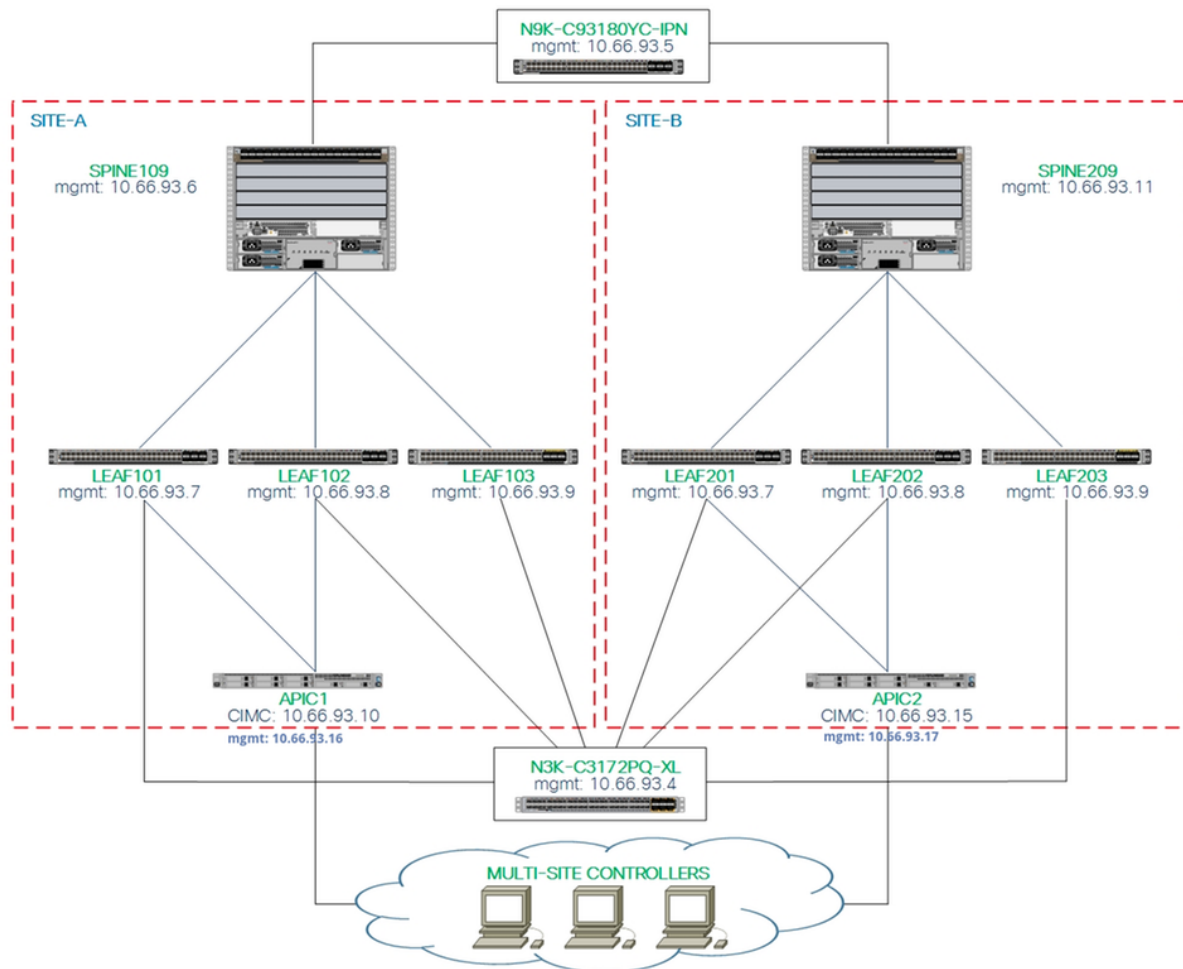 N9K-C93180YC-IPN
mgmt: 10.66.93.5
SITE-A
SITE-B
SPINE109
mgmt: 10.66.93.6
SPINE209
mgmt: 10.66.93.11
LEAF101
mgmt: 10.66.93.7
LEAF102
mgmt: 10.66.93.8
LEAF103
mgmt: 10.66.93.9
LEAF201
mgmt: 10.66.93.7
LEAF202
mgmt: 10.66.93.8
LEAF203
mgmt: 10.66.93.9
APIC1
CIMC: 10.66.93.10
mgmt: 10.66.93.16
APIC2
CIMC: 10.66.93.15
mgmt: 10.66.93.17
N3K-C3172PQ-XL
mgmt: 10.66.93.4
MULTI-SITE CONTROLLERS